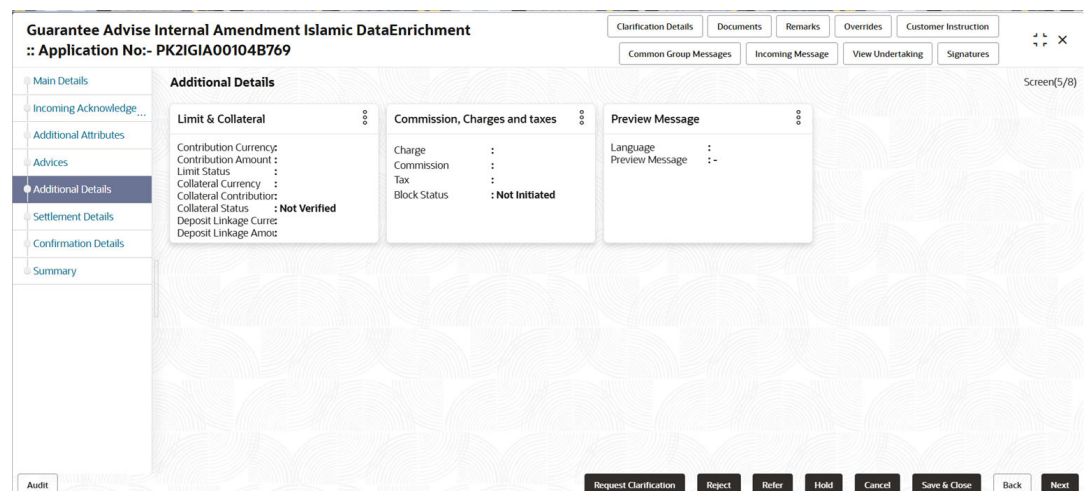 Guarantee Advise Internal Amendment Islamic DataEnrichment
:: Application No:- PK2IGIA00104B769
Clarification Details
Documents
Remarks
Overrides
Customer Instruction
Common Group Messages
Incoming Message
View Undertaking
Signatures
Main Details
Incoming Acknowledge...
Additional Attributes
Advices
Additional Details
Settlement Details
Confirmation Details
Summary
Additional Details
Screen(5/8)
Limit & Collateral
Contribution Currency:
Contribution Amount :
Limit Status :
Collateral Currency :
Collateral Contribution:
Collateral Status : Not Verified
Deposit Linkage Curre:
Deposit Linkage Amou:
Commission, Charges and taxes
Charge :
Commission :
Tax :
Block Status : Not Initiated
Preview Message
Language :
Preview Message : -
Audit
Request Clarification
Reject
Refer
Hold
Cancel
Save & Close
Back
Next